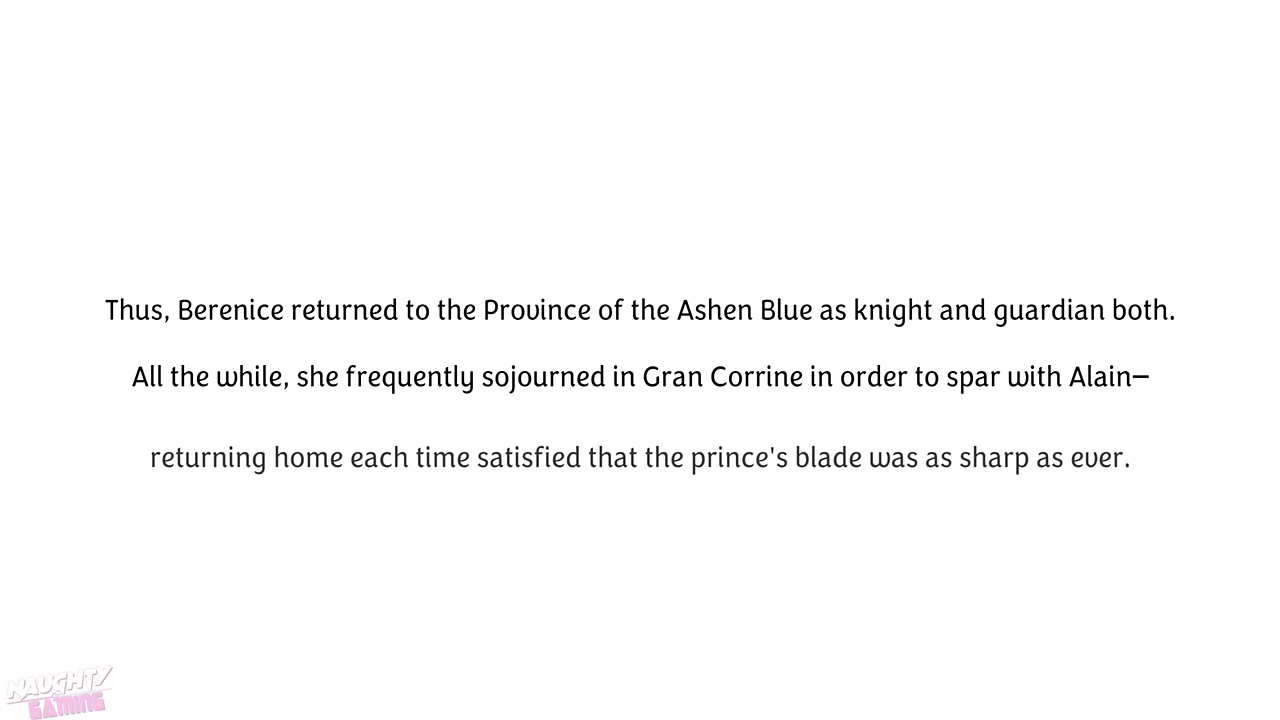 Thus, Berenice returned to the Province of the Ashen Blue as knight and guardian both.
All the while, she frequently sojourned in Gran Corrine in order to spar with Alain—
returning home each time satisfied that the prince's blade was as sharp as ever.
NAUGHTY
GAMING